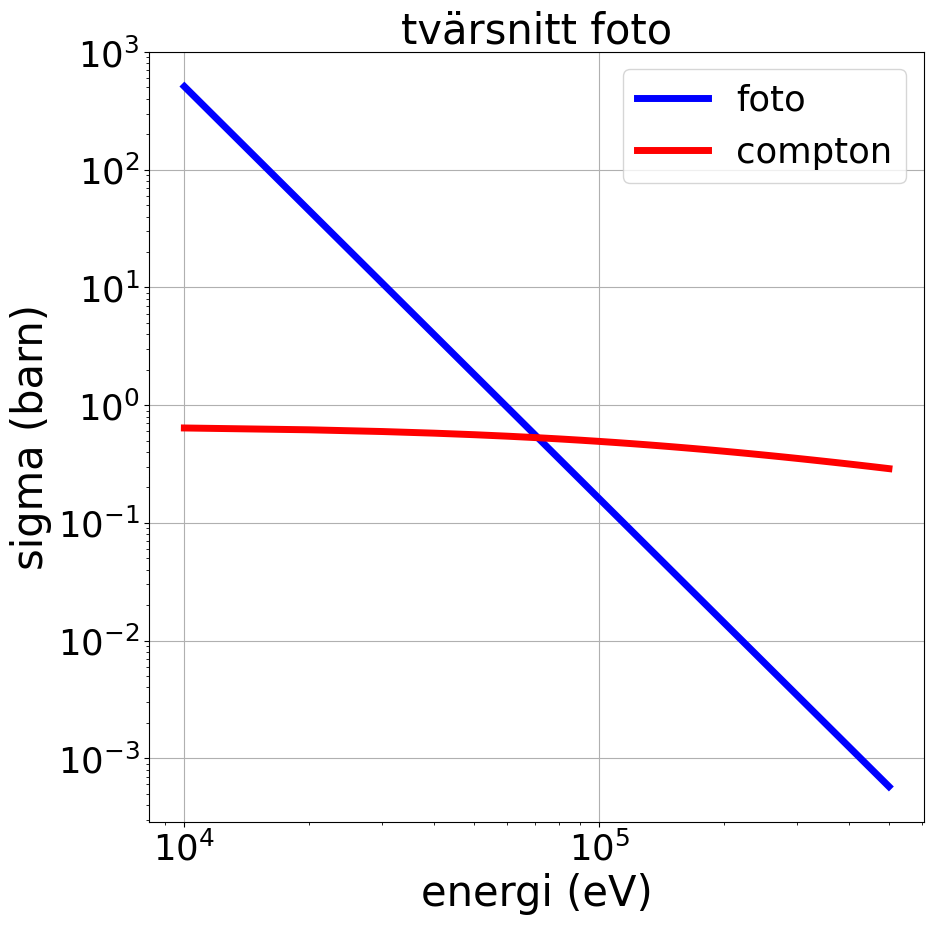 tvärsnitt foto
foto
compton
sigma (barn)
10³
10²
10¹
10⁰
10⁻¹
10⁻²
10⁻³
10⁴
10⁵
energi (eV)